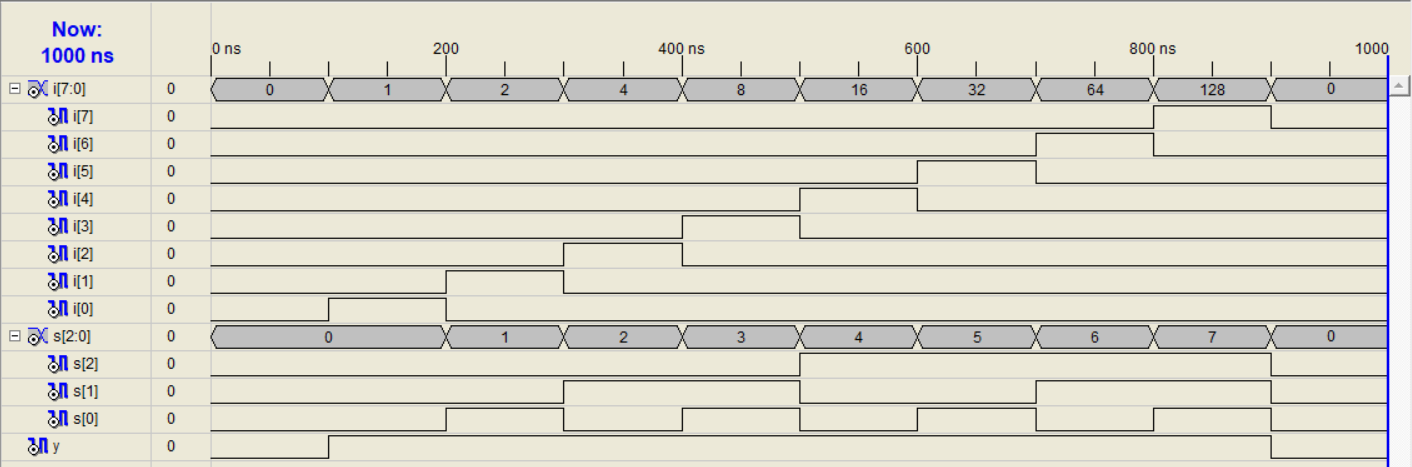 Now:
1000 ns
0 ns 200 400 ns 600 800 ns 1000
i[7:0] 0 0 1 2 4 8 16 32 64 128 0
i[7] 0
i[6] 0
i[5] 0
i[4] 0
i[3] 0
i[2] 0
i[1] 0
i[0] 0
s[2:0] 0 0 1 2 3 4 5 6 7 0
s[2] 0
s[1] 0
s[0] 0
y 0